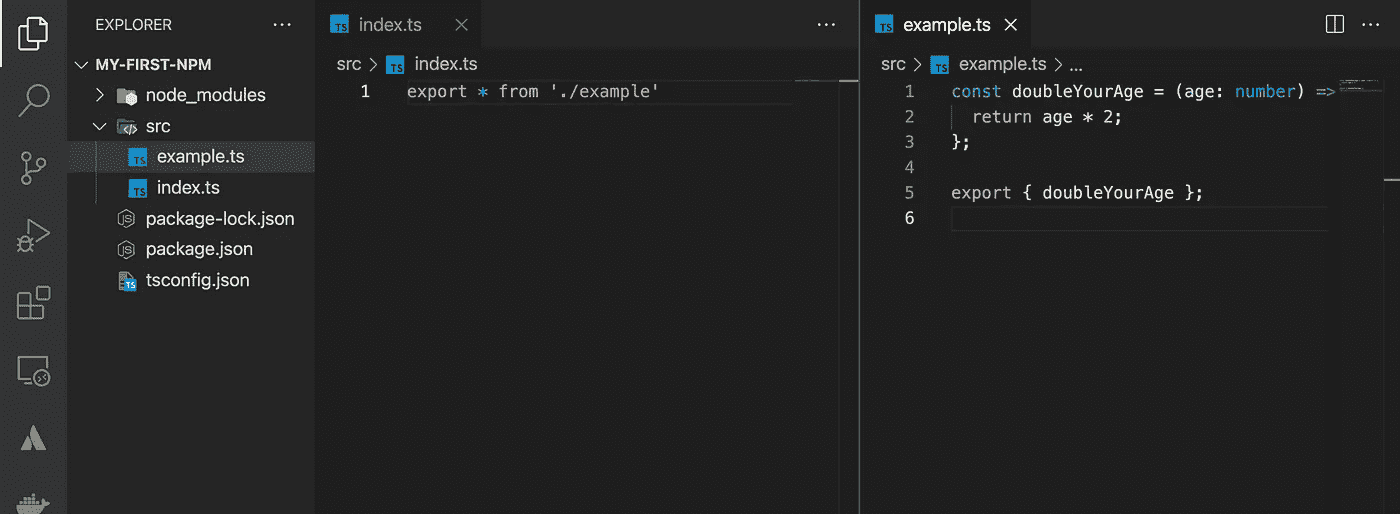 EXPLORER ...
MY-FIRST-NPM
node_modules
src
TS example.ts
TS index.ts
JS package-lock.json
JS package.json
TS tsconfig.json
TS index.ts ...
src > TS index.ts
1 export * from './example'
TS example.ts ...
src > TS example.ts > ...
1 const doubleYourAge = (age: number) =>
2 return age * 2;
3 };
4
5 export { doubleYourAge };
6